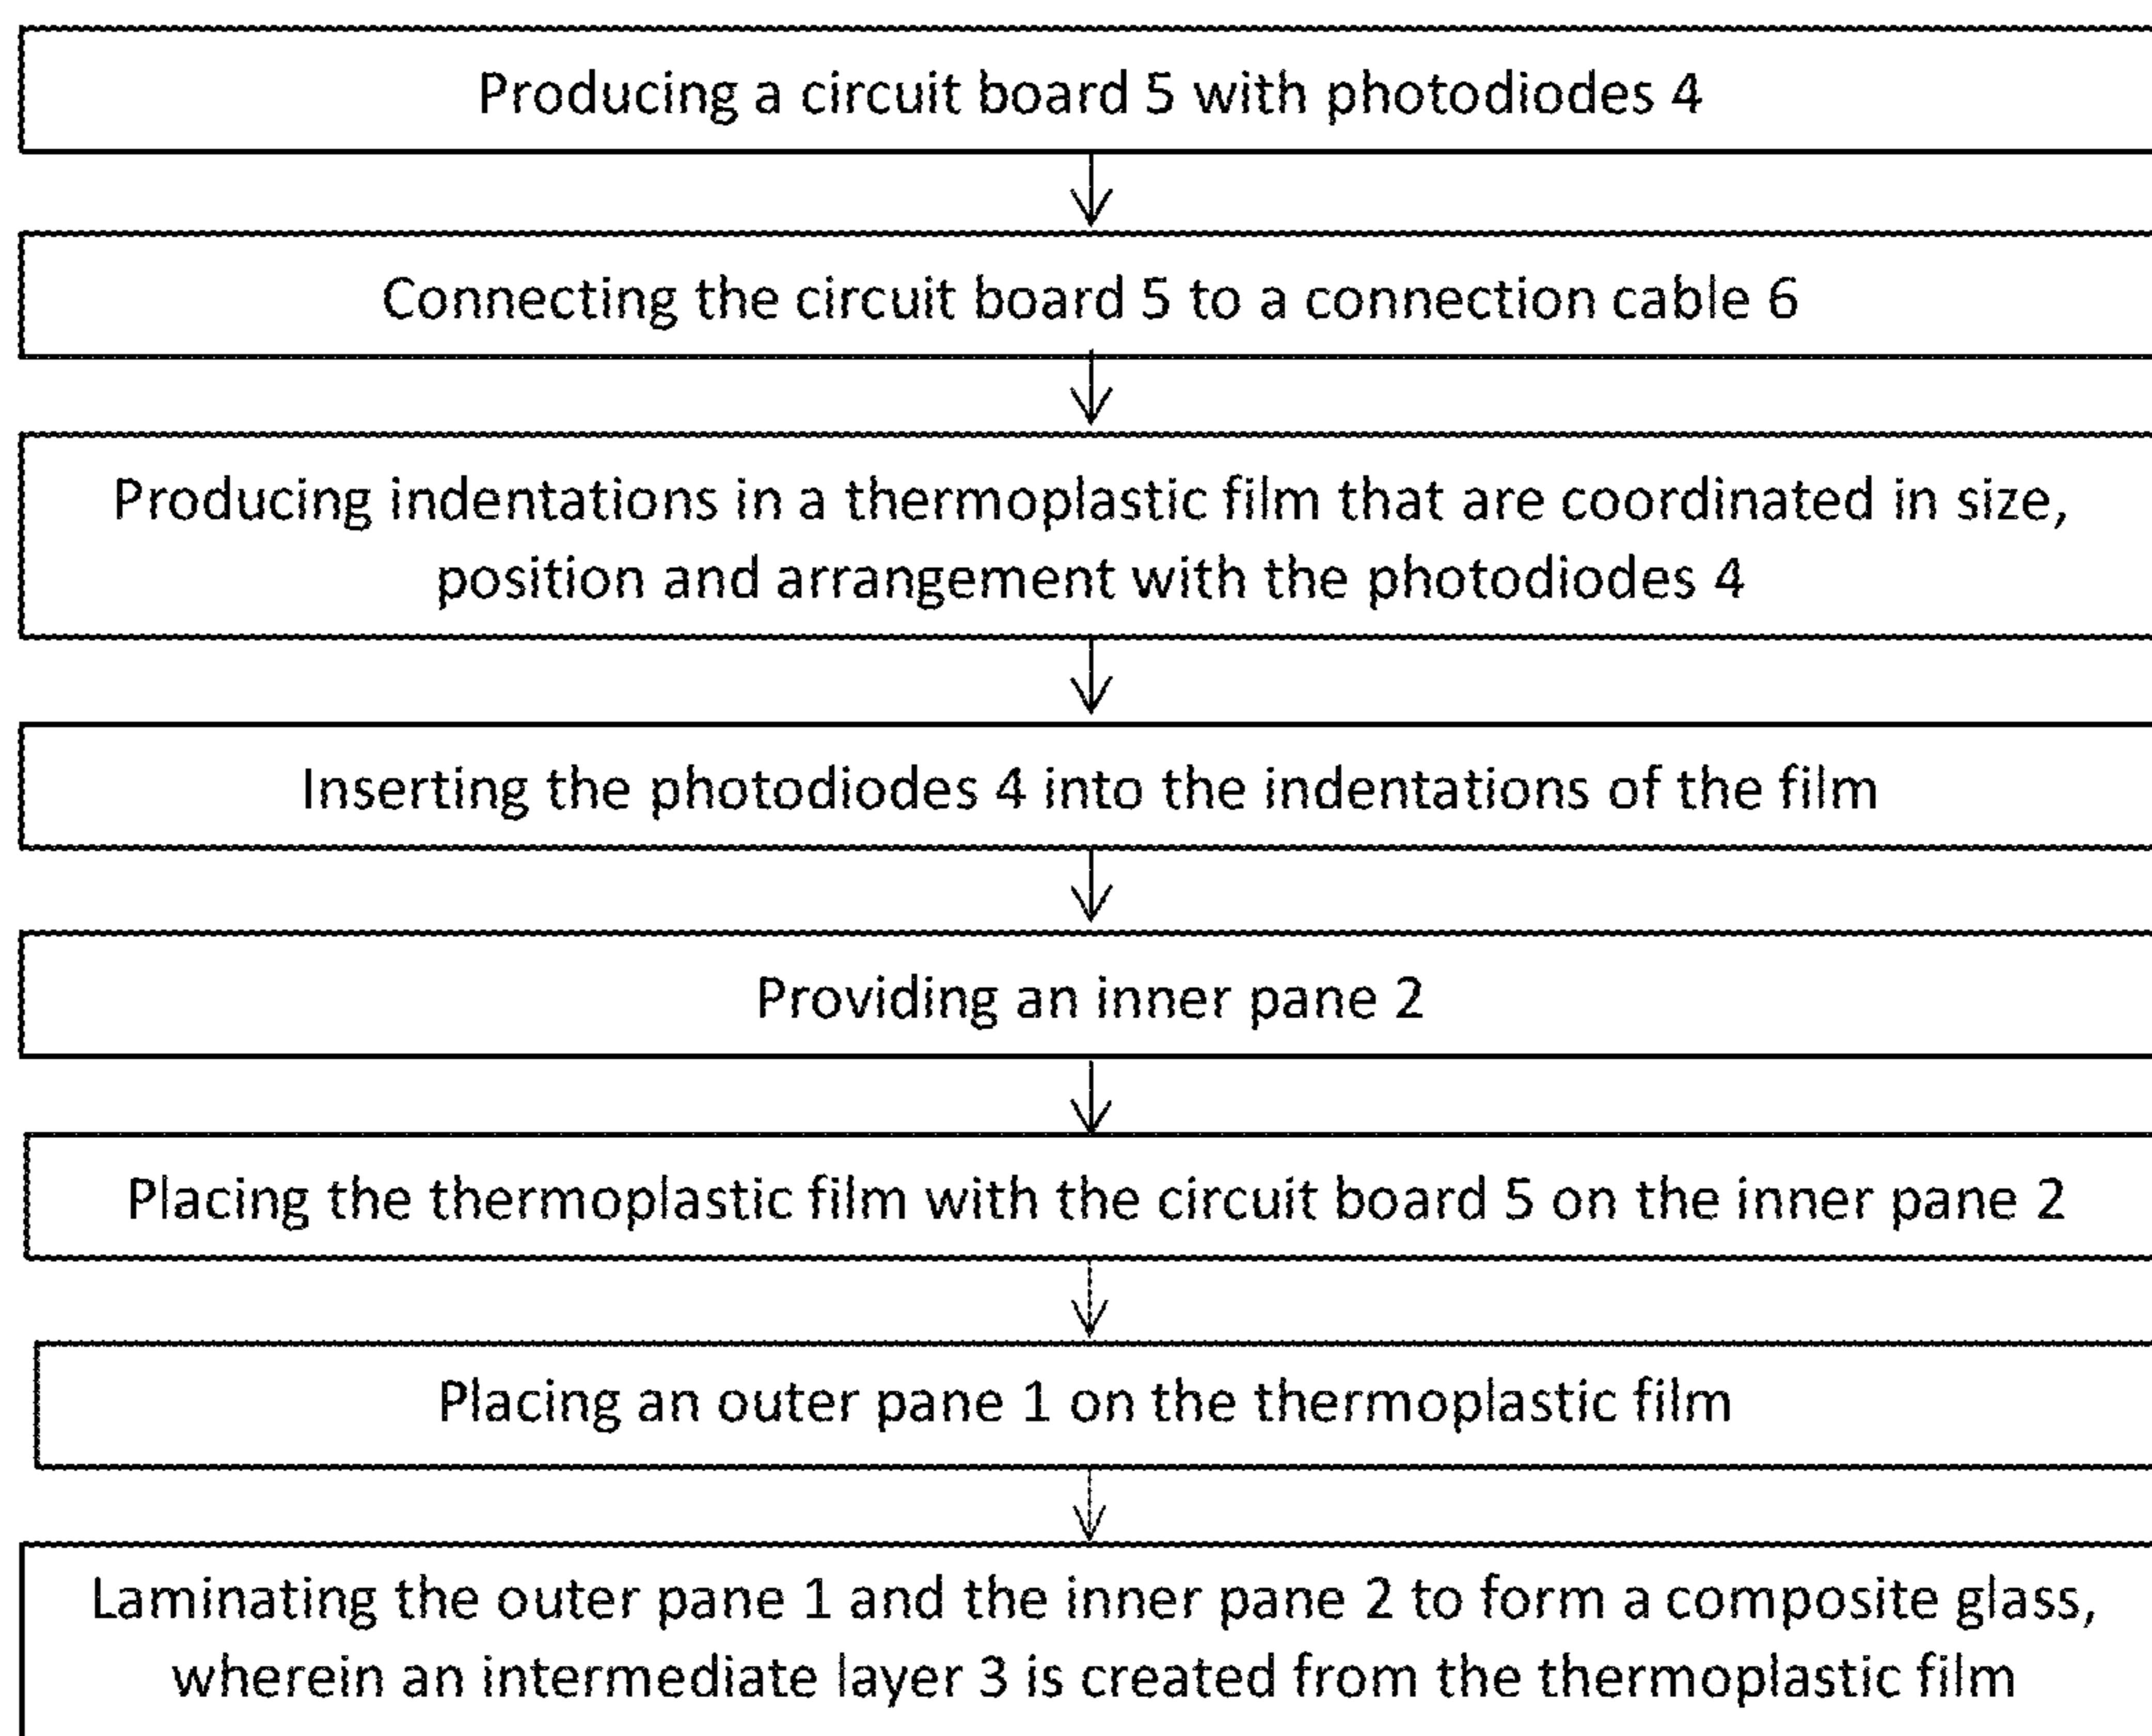 Producing a circuit board 5 with photodiodes 4
Connecting the circuit board 5 to a connection cable 6
Producing indentations in a thermoplastic film that are coordinated in size,
position and arrangement with the photodiodes 4
Inserting the photodiodes 4 into the indentations of the film
Providing an inner pane 2
Placing the thermoplastic film with the circuit board 5 on the inner pane 2
Placing an outer pane 1 on the thermoplastic film
Laminating the outer pane 1 and the inner pane 2 to form a composite glass,
wherein an intermediate layer 3 is created from the thermoplastic film